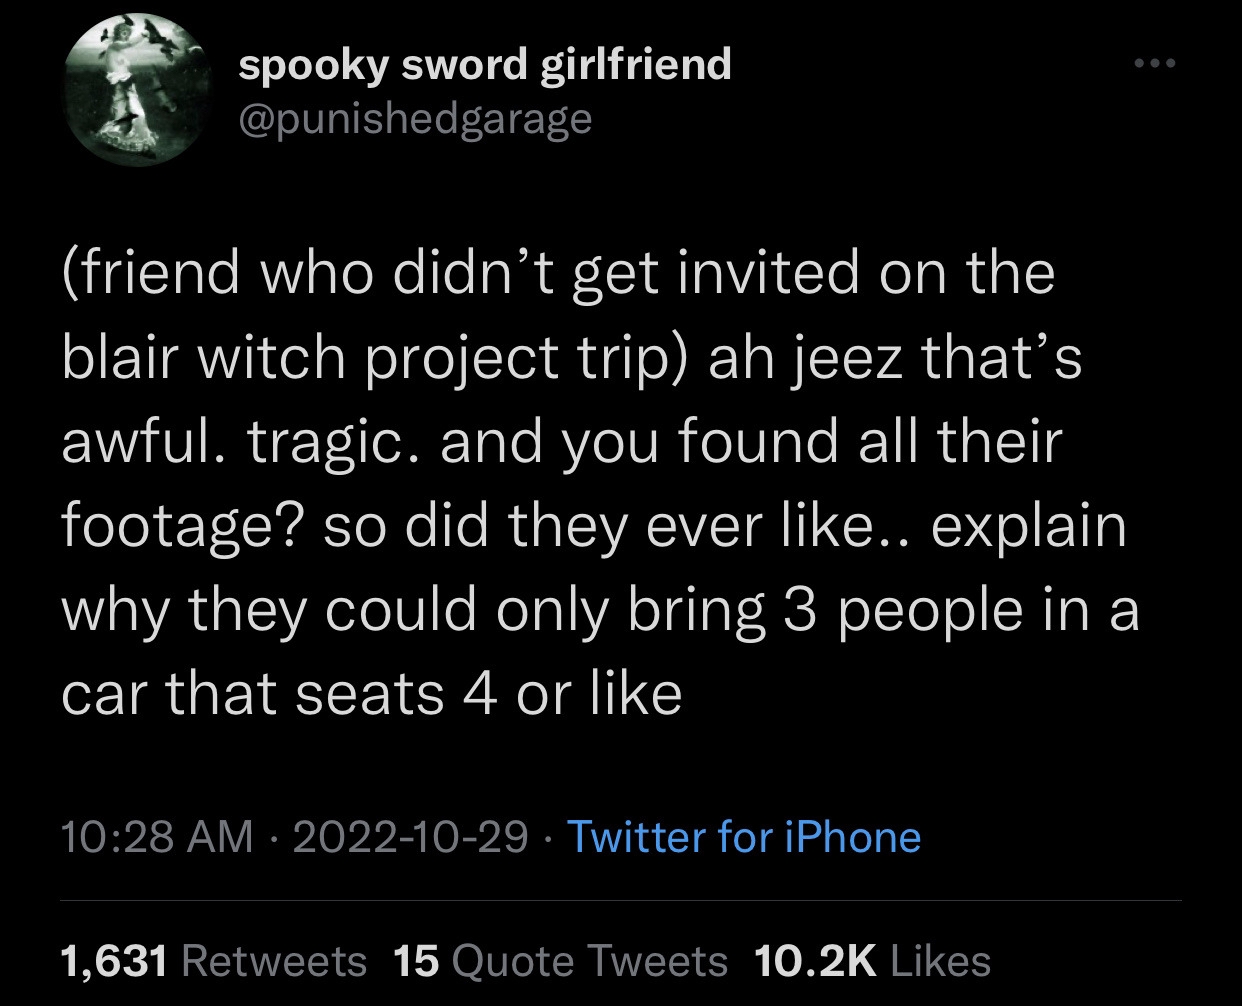 spooky sword girlfriend
@punishedgarage
(friend who didn’t get invited on the
blair witch project trip) ah jeez that’s
awful. tragic. and you found all their
footage? so did they ever like.. explain
why they could only bring 3 people in a
car that seats 4 or like
10:28 AM · 2022-10-29 · Twitter for iPhone
1,631 Retweets 15 Quote Tweets 10.2K Likes